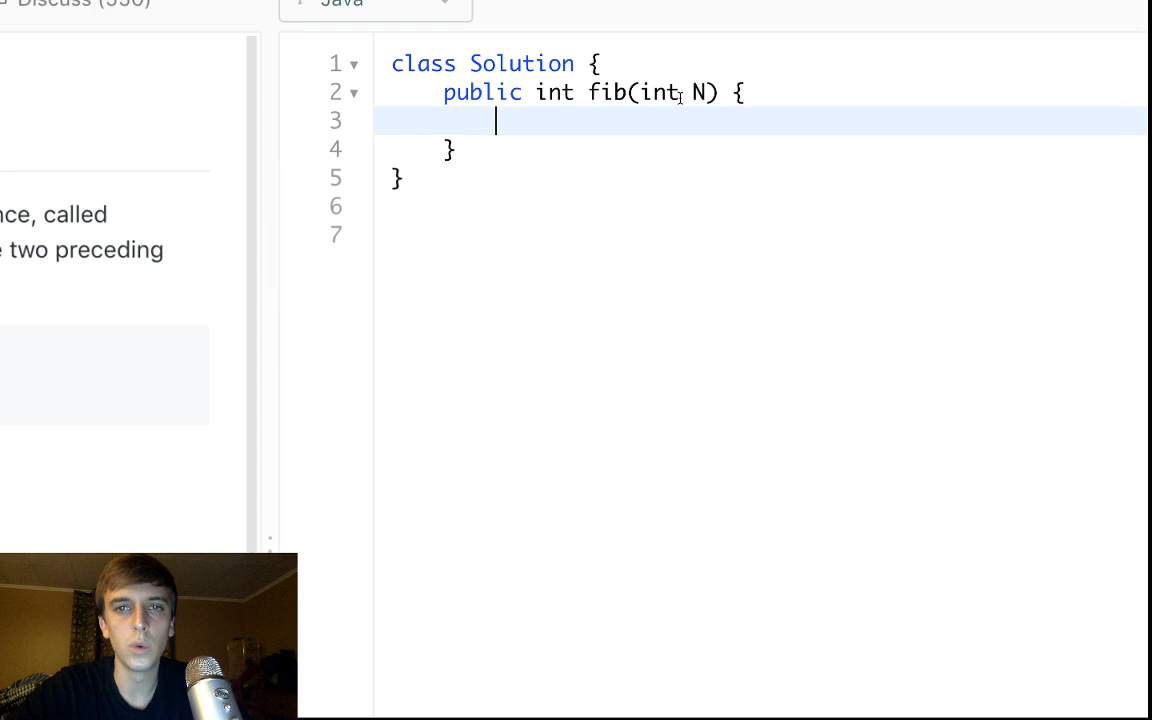 Discuss (550)
Java
1 class Solution {
2 public int fib(int N) {
3
4 }
5 }
6
7
nce, called
two preceding